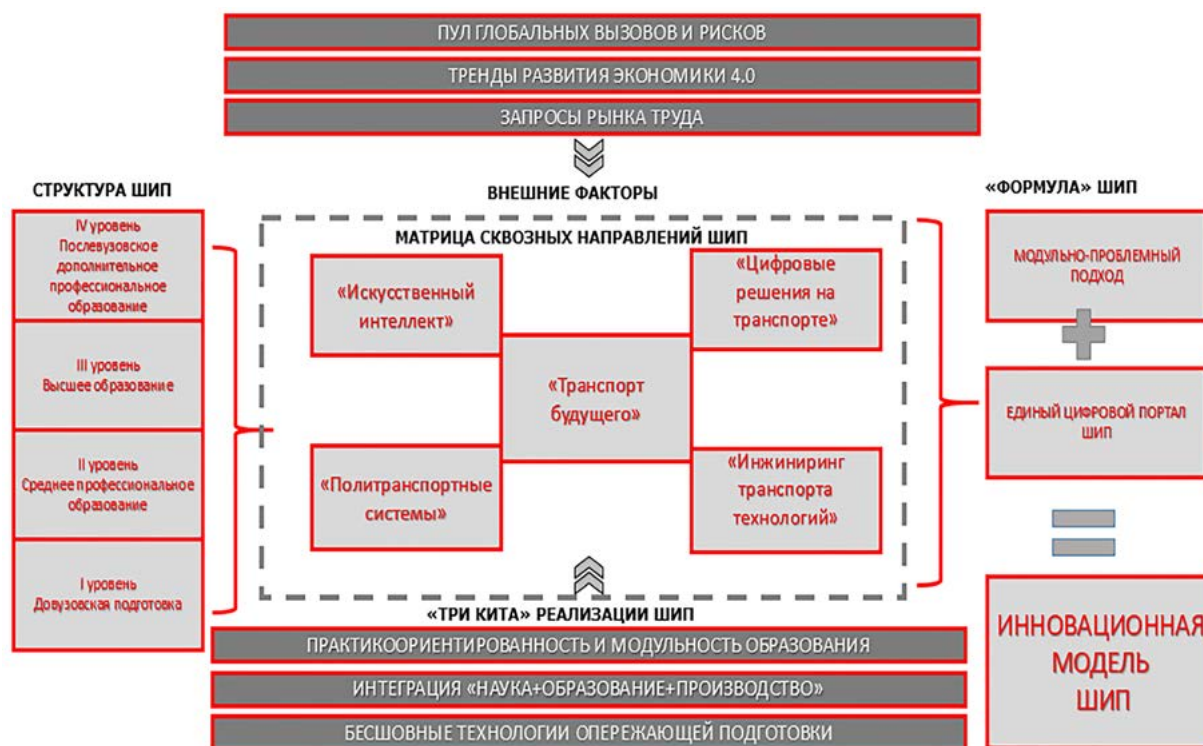 ПУЛ ГЛОБАЛЬНЫХ ВЫЗОВОВ И РИСКОВ
ТРЕНДЫ РАЗВИТИЯ ЭКОНОМИКИ 4.0
ЗАПРОСЫ РЫНКА ТРУДА
ВНЕШНИЕ ФАКТОРЫ
СТРУКТУРА ШИП
IV уровень
Послевузовское
дополнительное
профессиональное
образование
III уровень
Высшее образование
II уровень
Среднее профессиональное
образование
I уровень
Довузовская подготовка
МАТРИЦА СКВОЗНЫХ НАПРАВЛЕНИЙ ШИП
«Искусственный
интеллект»
«Цифровые
решения на
транспорте»
«Транспорт
будущего»
«Политранспортные
системы»
«Инжиниринг
транспорта
технологий»
«ФОРМУЛА» ШИП
МОДУЛЬНО-ПРОБЛЕМНЫЙ
ПОДХОД
ЕДИНЫЙ ЦИФРОВОЙ ПОРТАЛ
ШИП
ИННОВАЦИОННАЯ
МОДЕЛЬ
ШИП
«ТРИ КИТА» РЕАЛИЗАЦИИ ШИП
ПРАКТИКООРИЕНТИРОВАННОСТЬ И МОДУЛЬНОСТЬ ОБРАЗОВАНИЯ
ИНТЕГРАЦИЯ «НАУКА+ОБРАЗОВАНИЕ+ПРОИЗВОДСТВО»
БЕСШОВНЫЕ ТЕХНОЛОГИИ ОПЕРЕЖАЮЩЕЙ ПОДГОТОВКИ